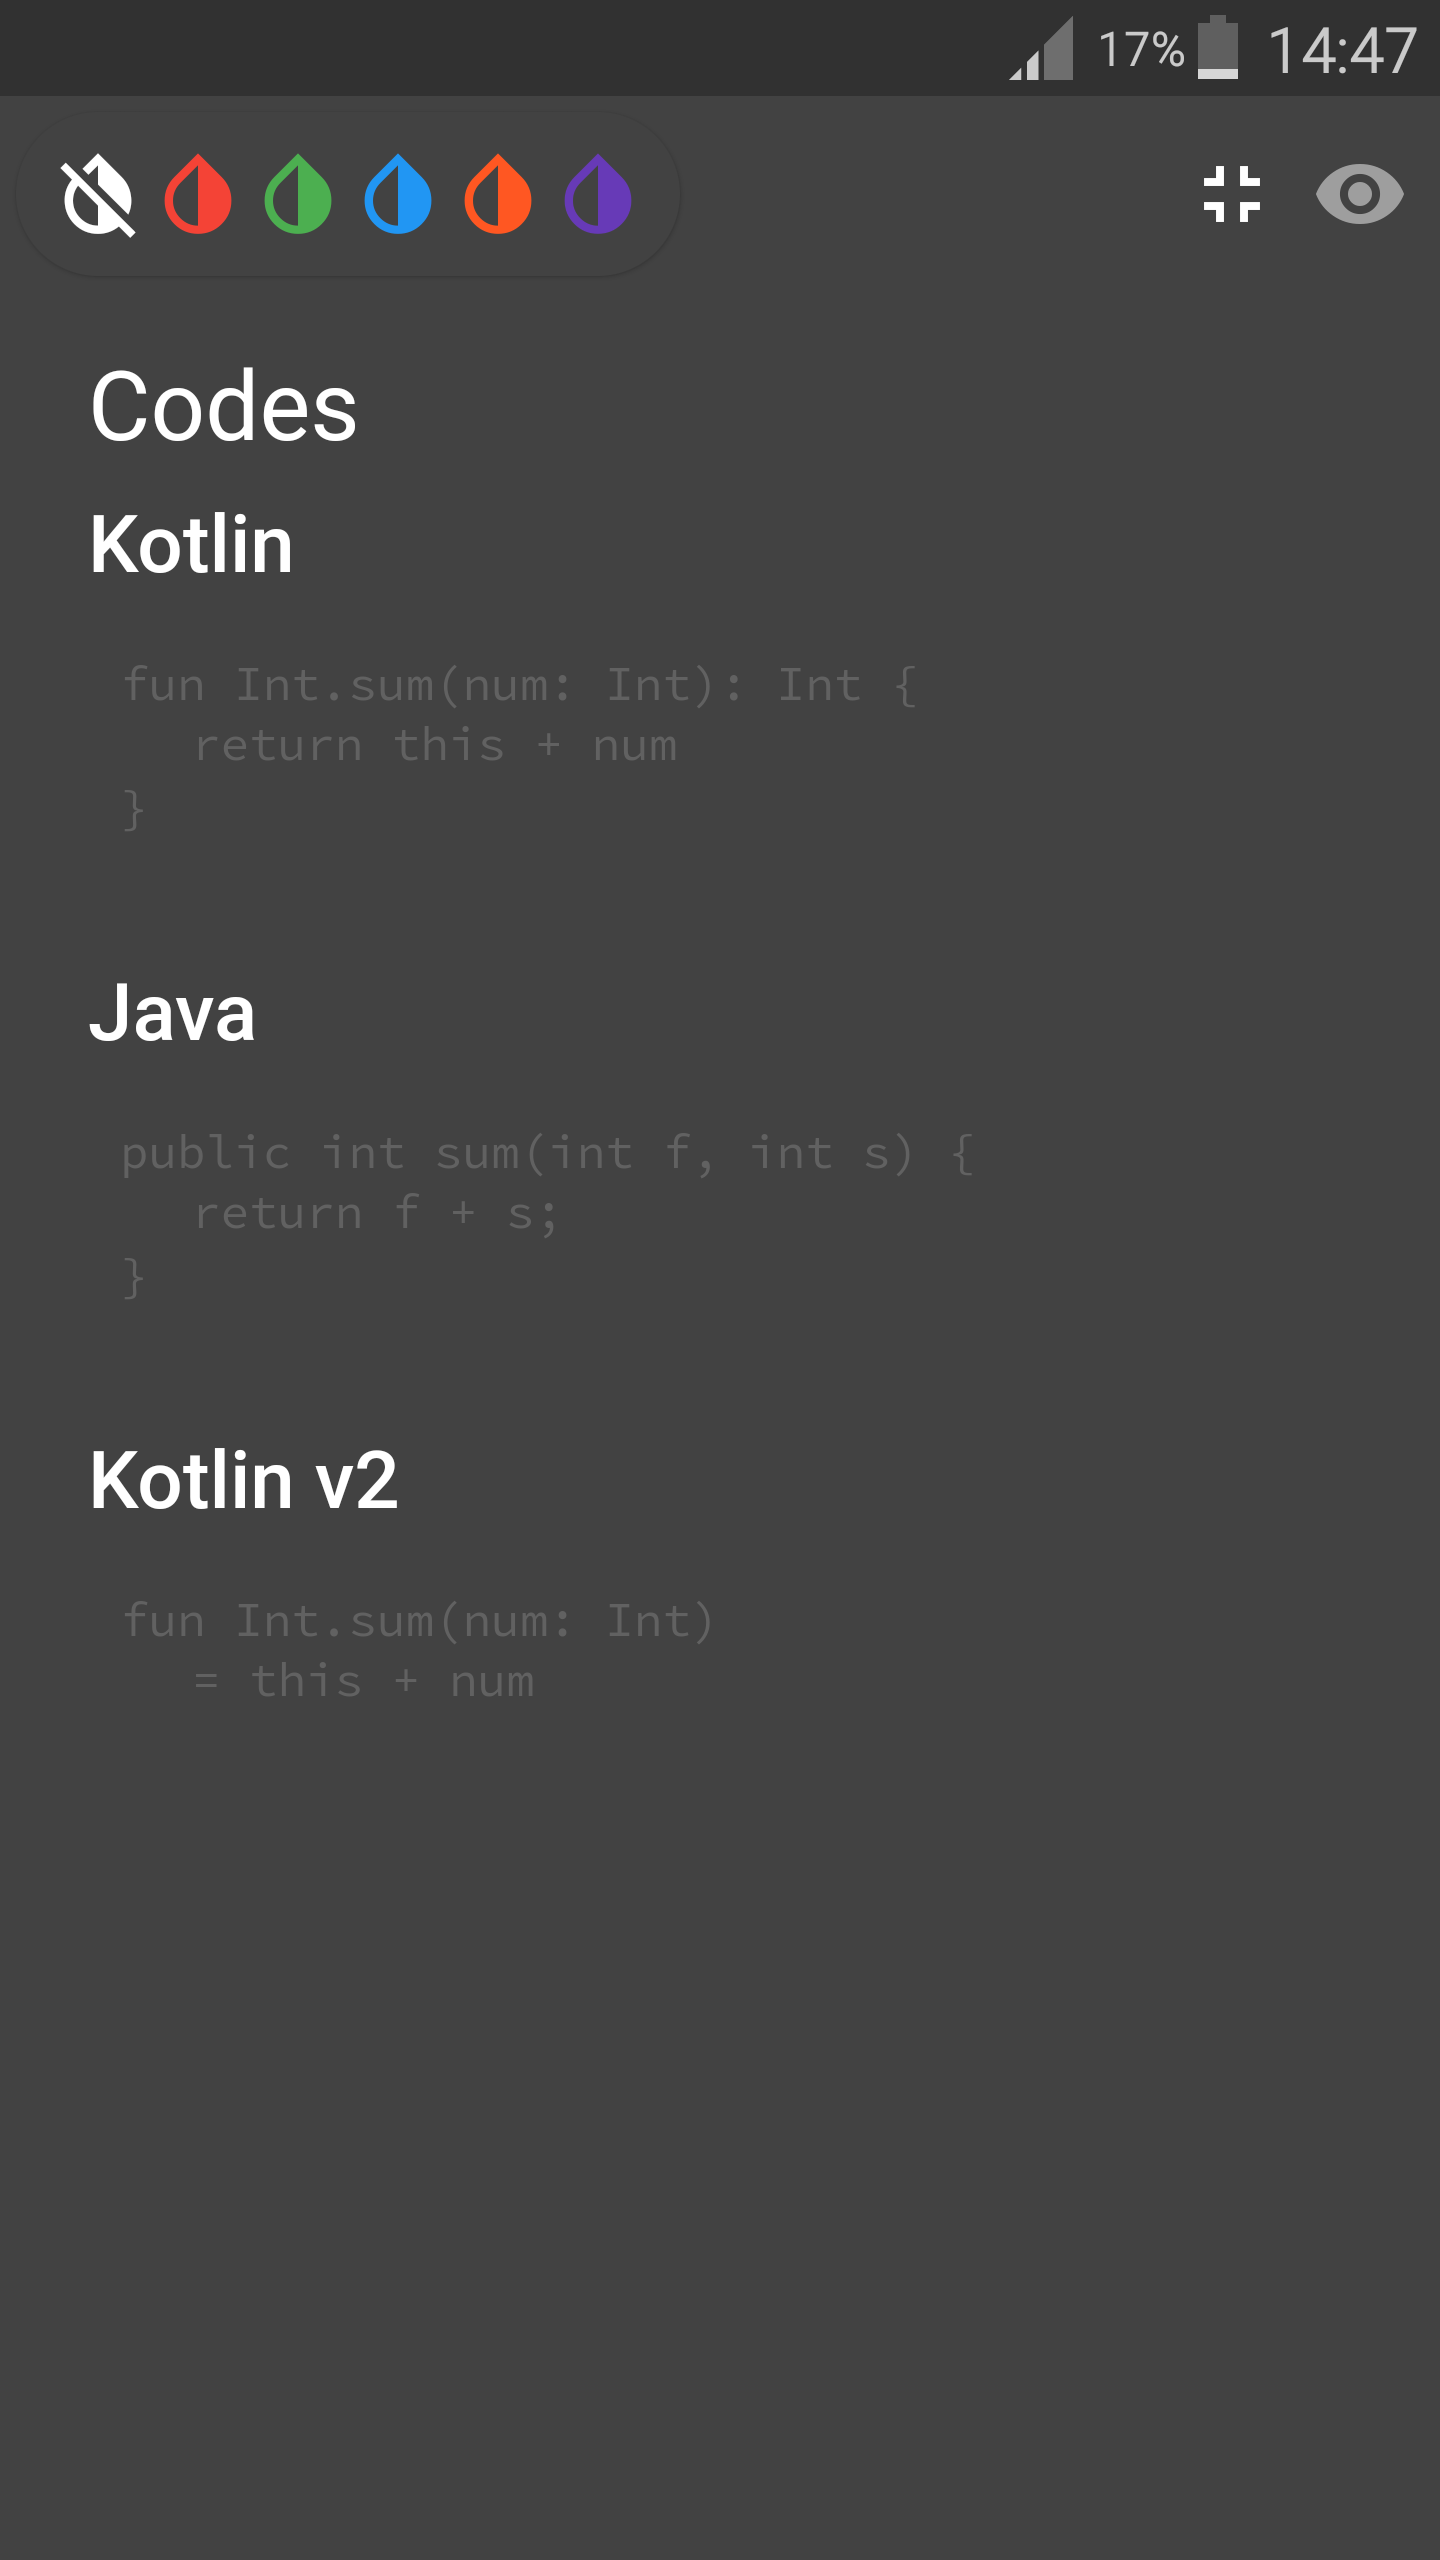 17% 14:47
Codes
Kotlin
fun Int.sum(num: Int): Int {
   return this + num
}
Java
public int sum(int f, int s) {
   return f + s;
}
Kotlin v2
fun Int.sum(num: Int)
   = this + num